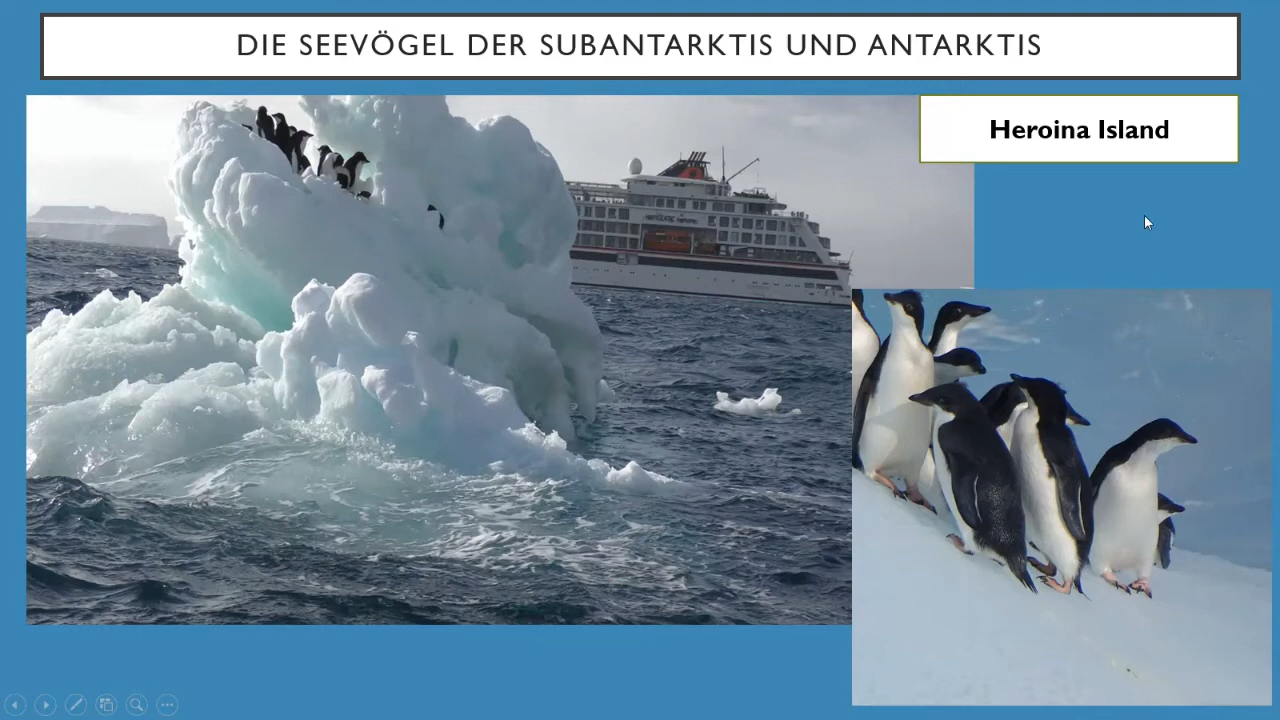 DIE SEEVÖGEL DER SUBANTARKTIS UND ANTARKTIS
Heroina Island